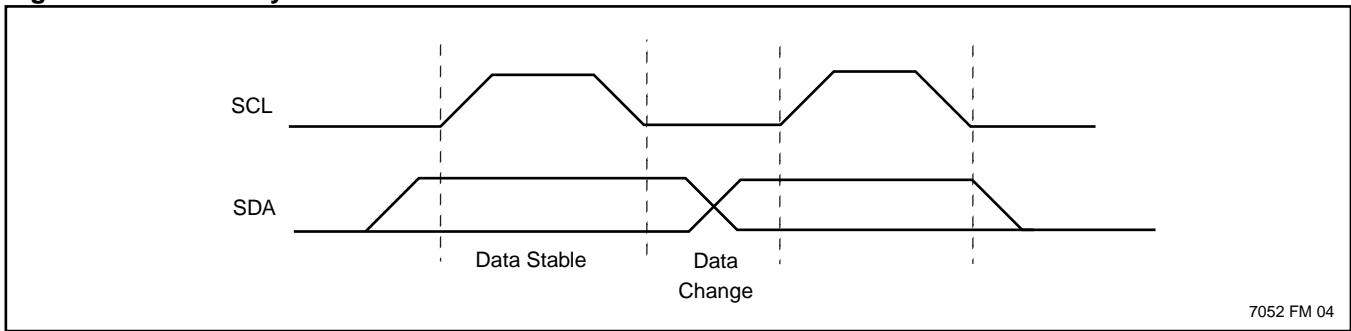 SCL
SDA
Data Stable
Data
Change
7052 FM 04